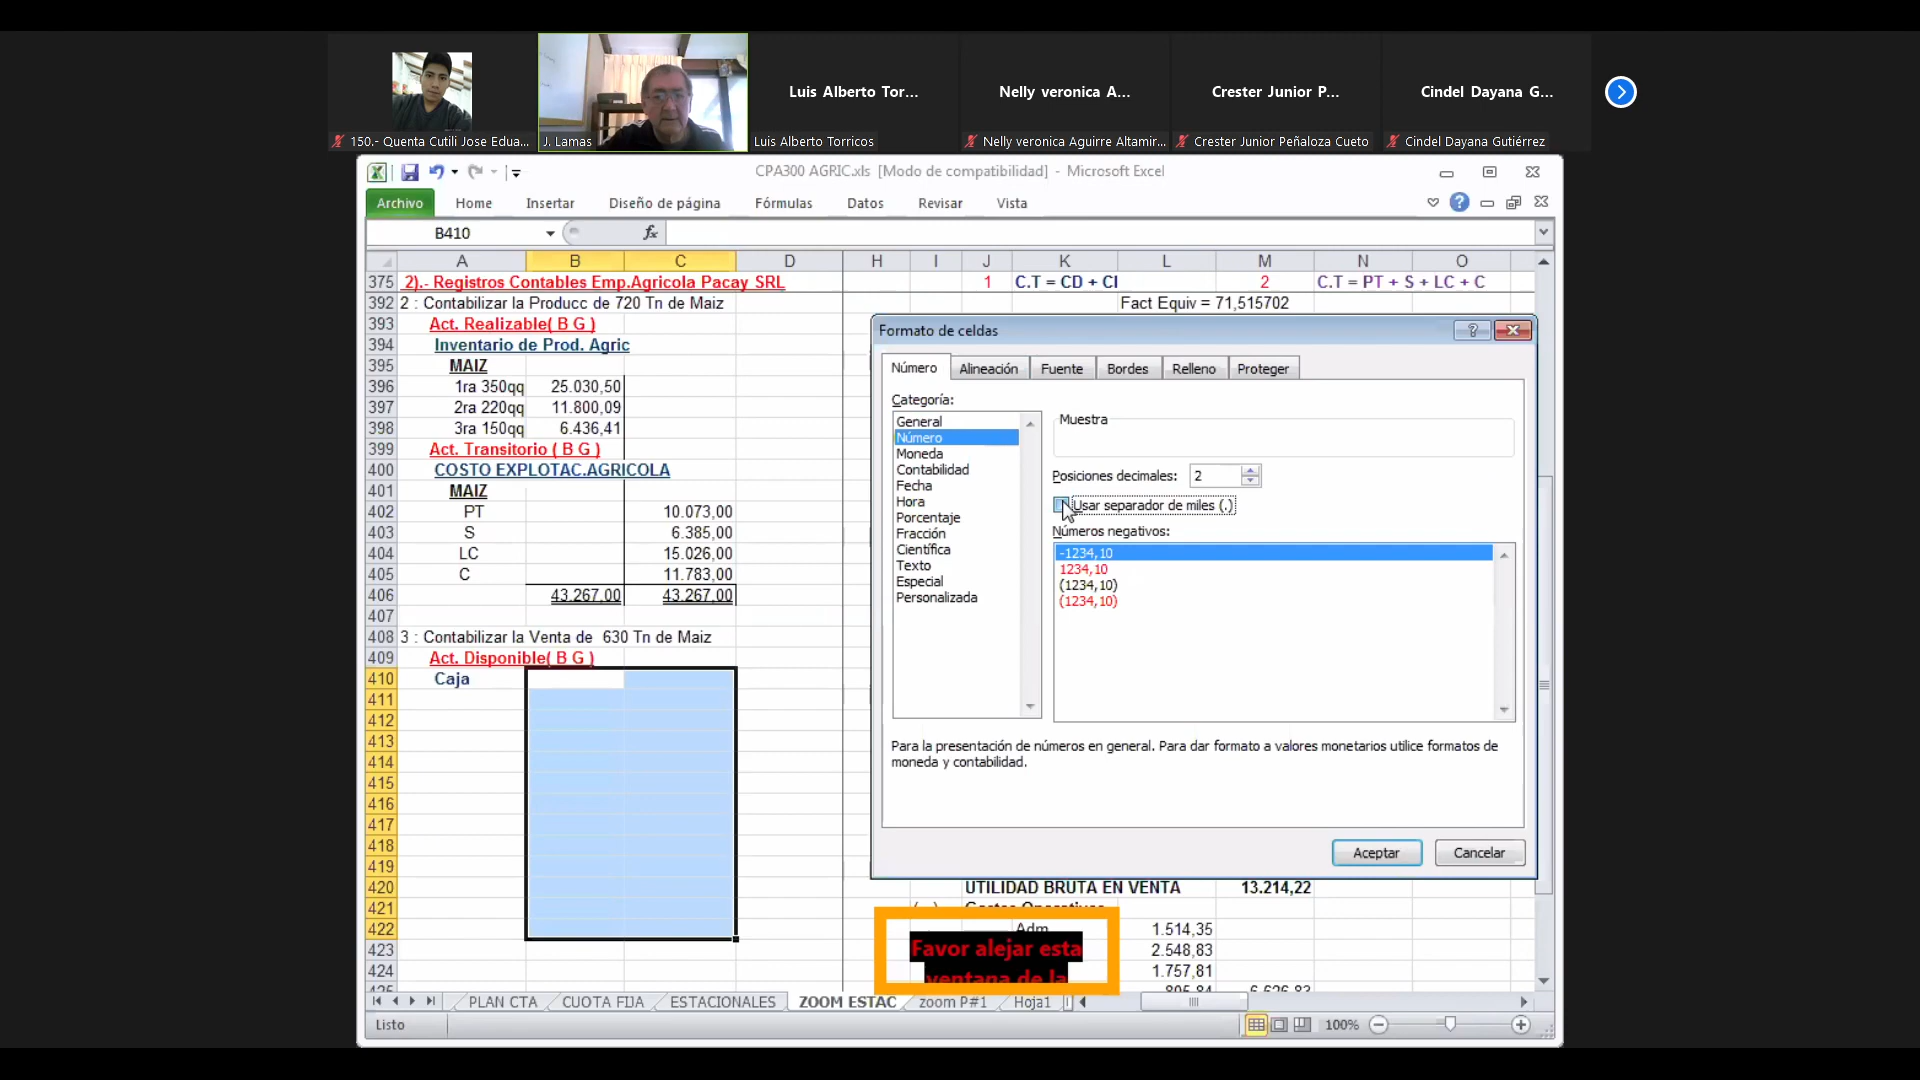 Luis Alberto Tor...
Nelly veronica A...
Crester Junior P...
Cindel Dayana G...
150.- Quenta Cutili Jose Edua...
J. Lamas
Luis Alberto Torricos
Nelly veronica Aguirre Altamir...
Crester Junior Peñaloza Cueto
Cindel Dayana Gutiérrez
CPA300 AGRIC.xls [Modo de compatibilidad] - Microsoft Excel
Archivo Home Insertar Diseño de página Fórmulas Datos Revisar Vista
B410 fx
A B C D H I J K L M N O
375 2).- Registros Contables Emp.Agricola Pacay SRL 1 C.T = CD + CI 2 C.T = PT + S + LC + C
392 2 : Contabilizar la Producc de 720 Tn de Maiz Fact Equiv = 71,515702
393 Act. Realizable( B G )
394 Inventario de Prod. Agric
395 MAIZ
396 1ra 350qq 25.030,50
397 2ra 220qq 11.800,09
398 3ra 150qq 6.436,41
399 Act. Transitorio ( B G )
400 COSTO EXPLOTAC.AGRICOLA
401 MAIZ
402 PT 10.073,00
403 S 6.385,00
404 LC 15.026,00
405 C 11.783,00
406 43.267,00 43.267,00
407
408 3 : Contabilizar la Venta de 630 Tn de Maiz
409 Act. Disponible( B G )
410 Caja
411
412
413
414
415
416
417
418
419
420 UTILIDAD BRUTA EN VENTA 13.214,22
421
422 Adm 1.514,35
423 2.548,83
424 1.757,81
Formato de celdas
Número Alineación Fuente Bordes Relleno Proteger
Categoría:
General
Número
Moneda
Contabilidad
Fecha
Hora
Porcentaje
Fracción
Científica
Texto
Especial
Personalizada
Muestra
Posiciones decimales: 2
Usar separador de miles (.)
Números negativos:
-1234,10
1234,10
(1234,10)
(1234,10)
Para la presentación de números en general. Para dar formato a valores monetarios utilice formatos de
moneda y contabilidad.
Aceptar Cancelar
Favor alejar esta
ventana de la
PLAN CTA CUOTA FIJA ESTACIONALES ZOOM ESTAC zoom P#1 Hoja1
Listo 100%